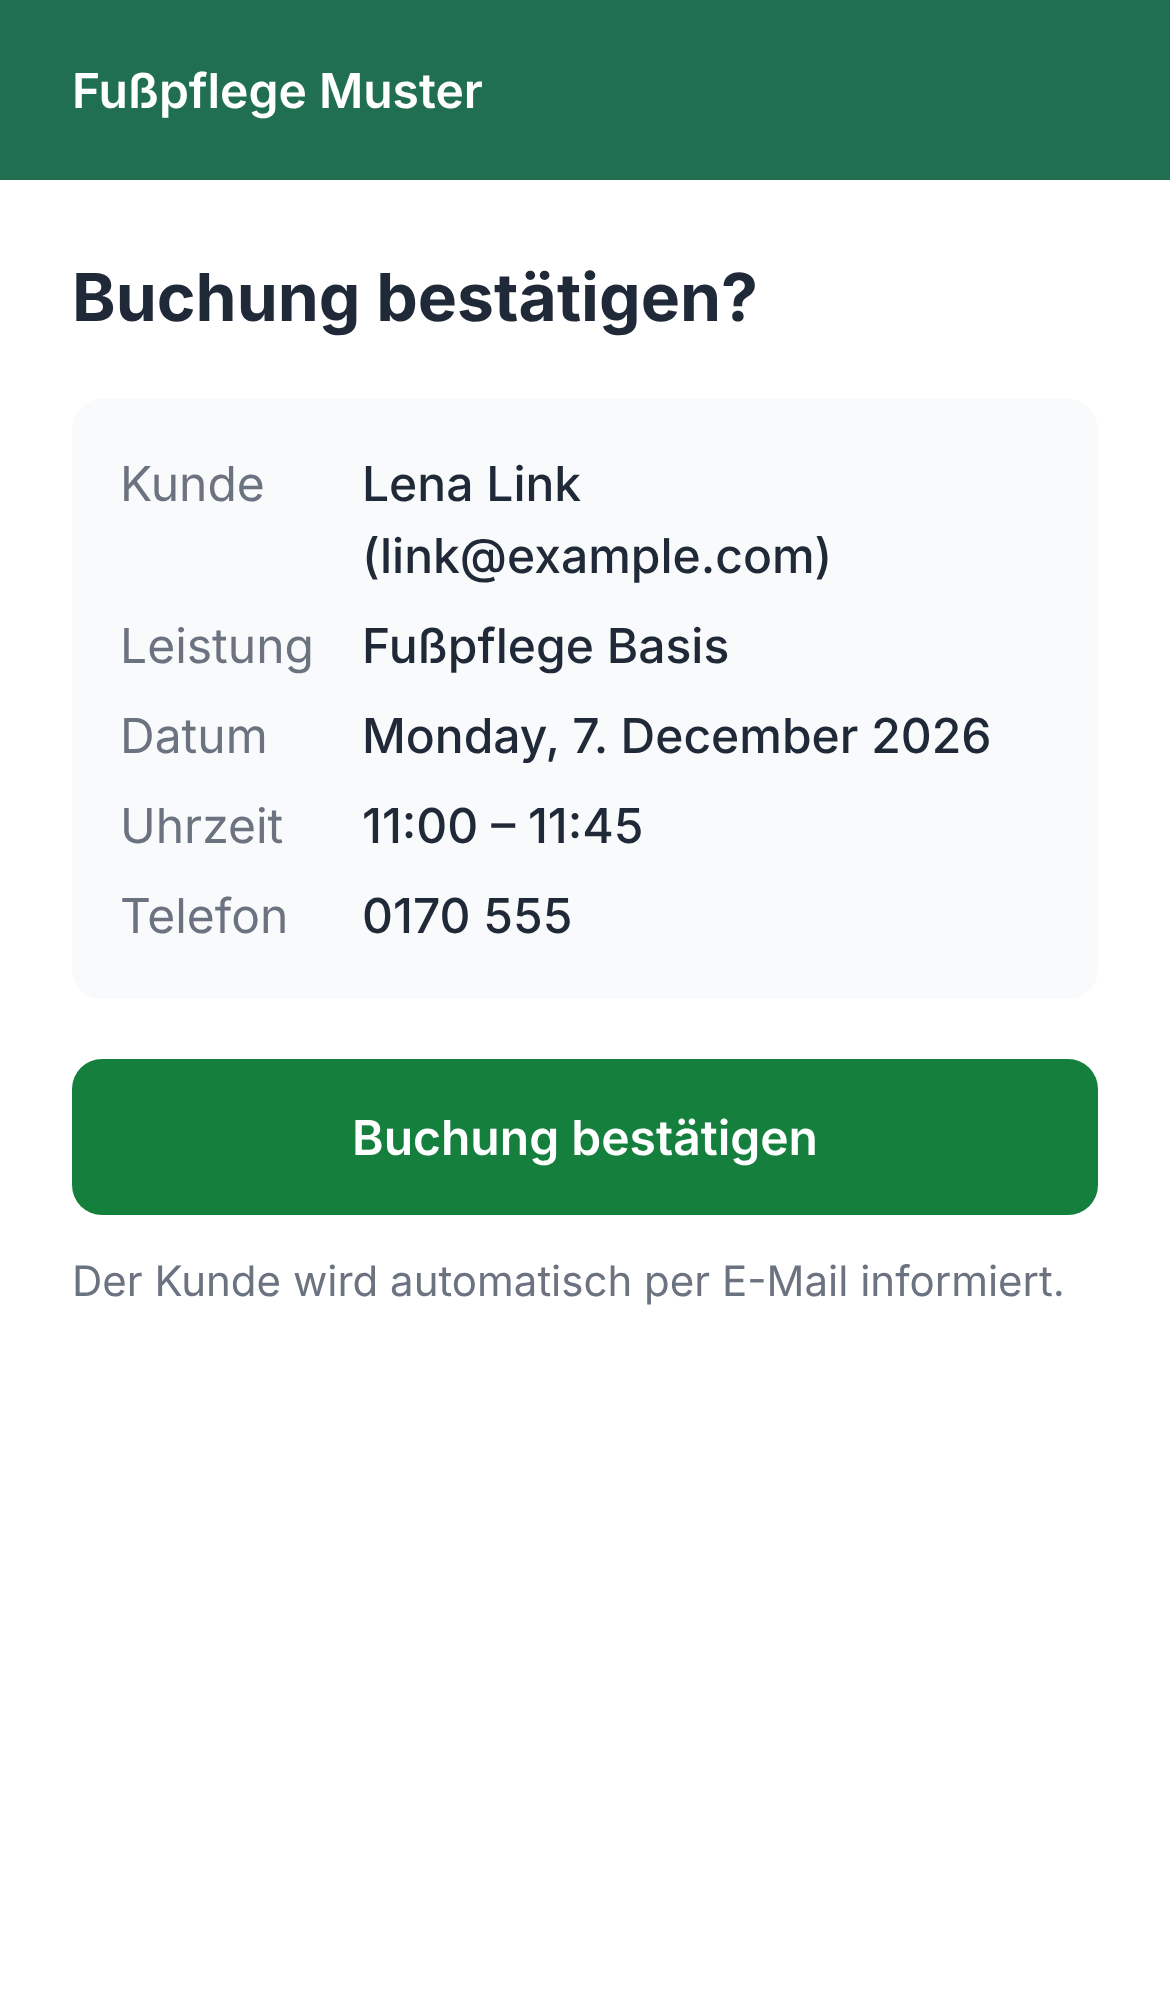 Fußpflege Muster
Buchung bestätigen?
Kunde Lena Link
(link@example.com)
Leistung Fußpflege Basis
Datum Monday, 7. December 2026
Uhrzeit 11:00 – 11:45
Telefon 0170 555
Buchung bestätigen
Der Kunde wird automatisch per E-Mail informiert.